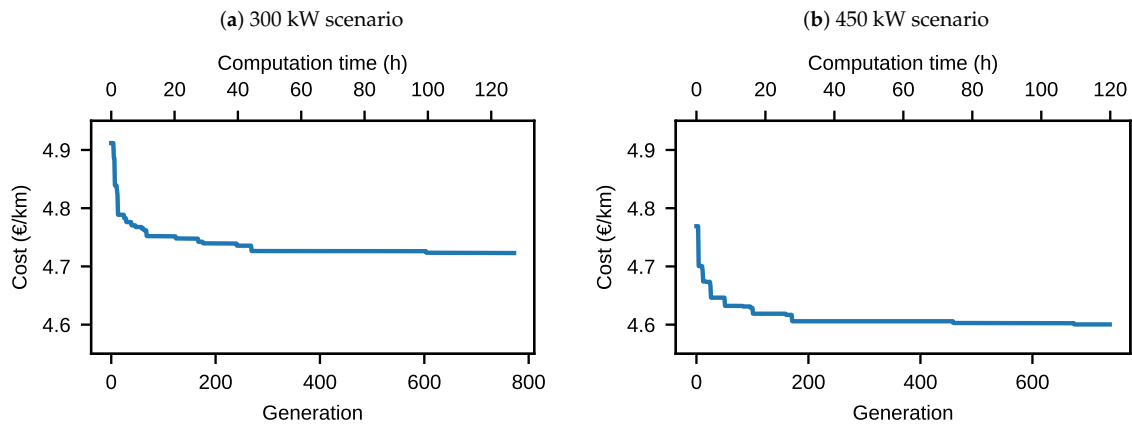 (a) 300 kW scenario
Computation time (h)
0 20 40 60 80 100 120
4.9
4.8
4.7
4.6
Cost (€/km)
0 200 400 600 800
Generation
(b) 450 kW scenario
Computation time (h)
0 20 40 60 80 100 120
4.9
4.8
4.7
4.6
Cost (€/km)
0 200 400 600
Generation